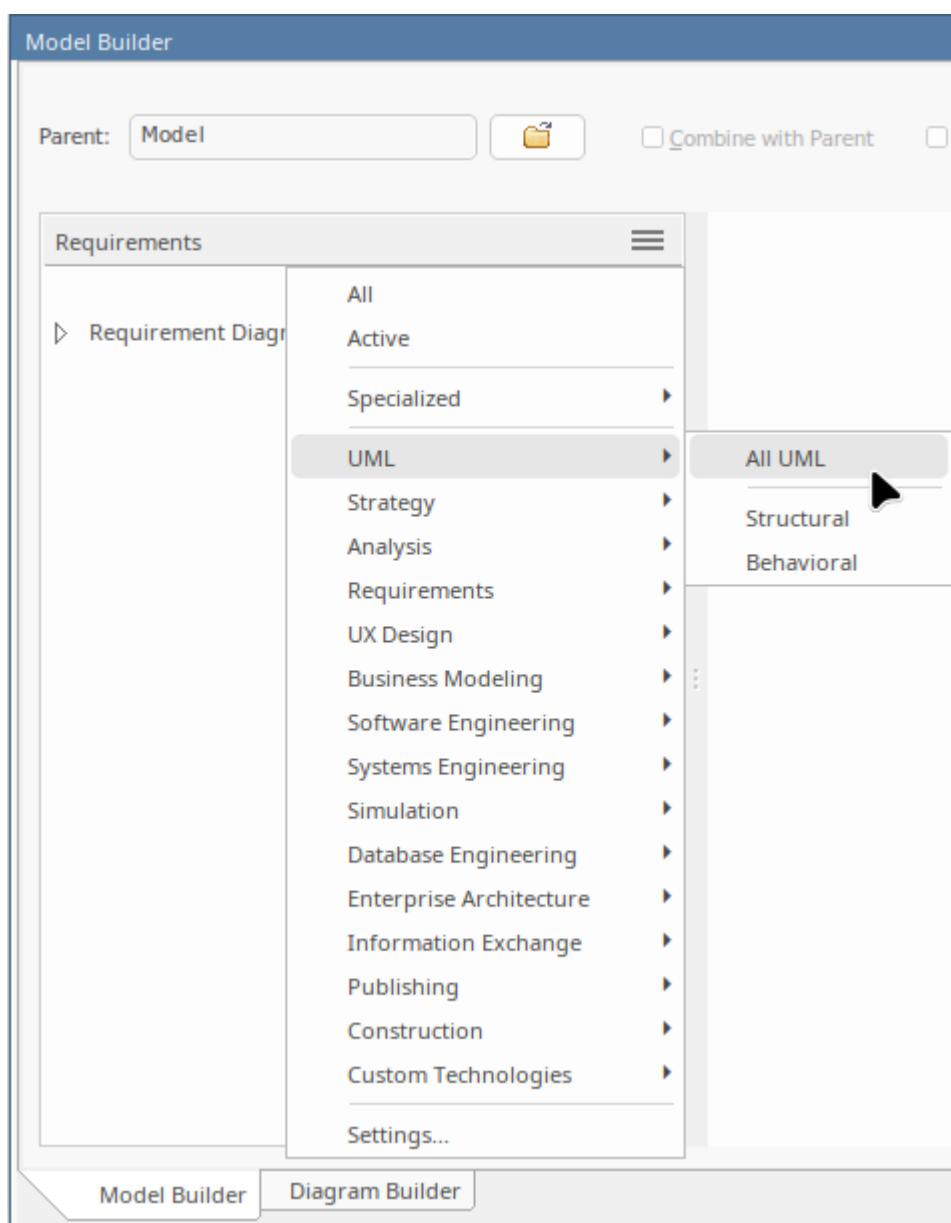 Model Builder
Parent: Model Combine with Parent
Requirements
All
Requirement Diagr
Active
Specialized
UML All UML
Strategy
Structural
Analysis
Behavioral
Requirements
UX Design
Business Modeling
Software Engineering
Systems Engineering
Simulation
Database Engineering
Enterprise Architecture
Information Exchange
Publishing
Construction
Custom Technologies
Settings...
Model Builder Diagram Builder